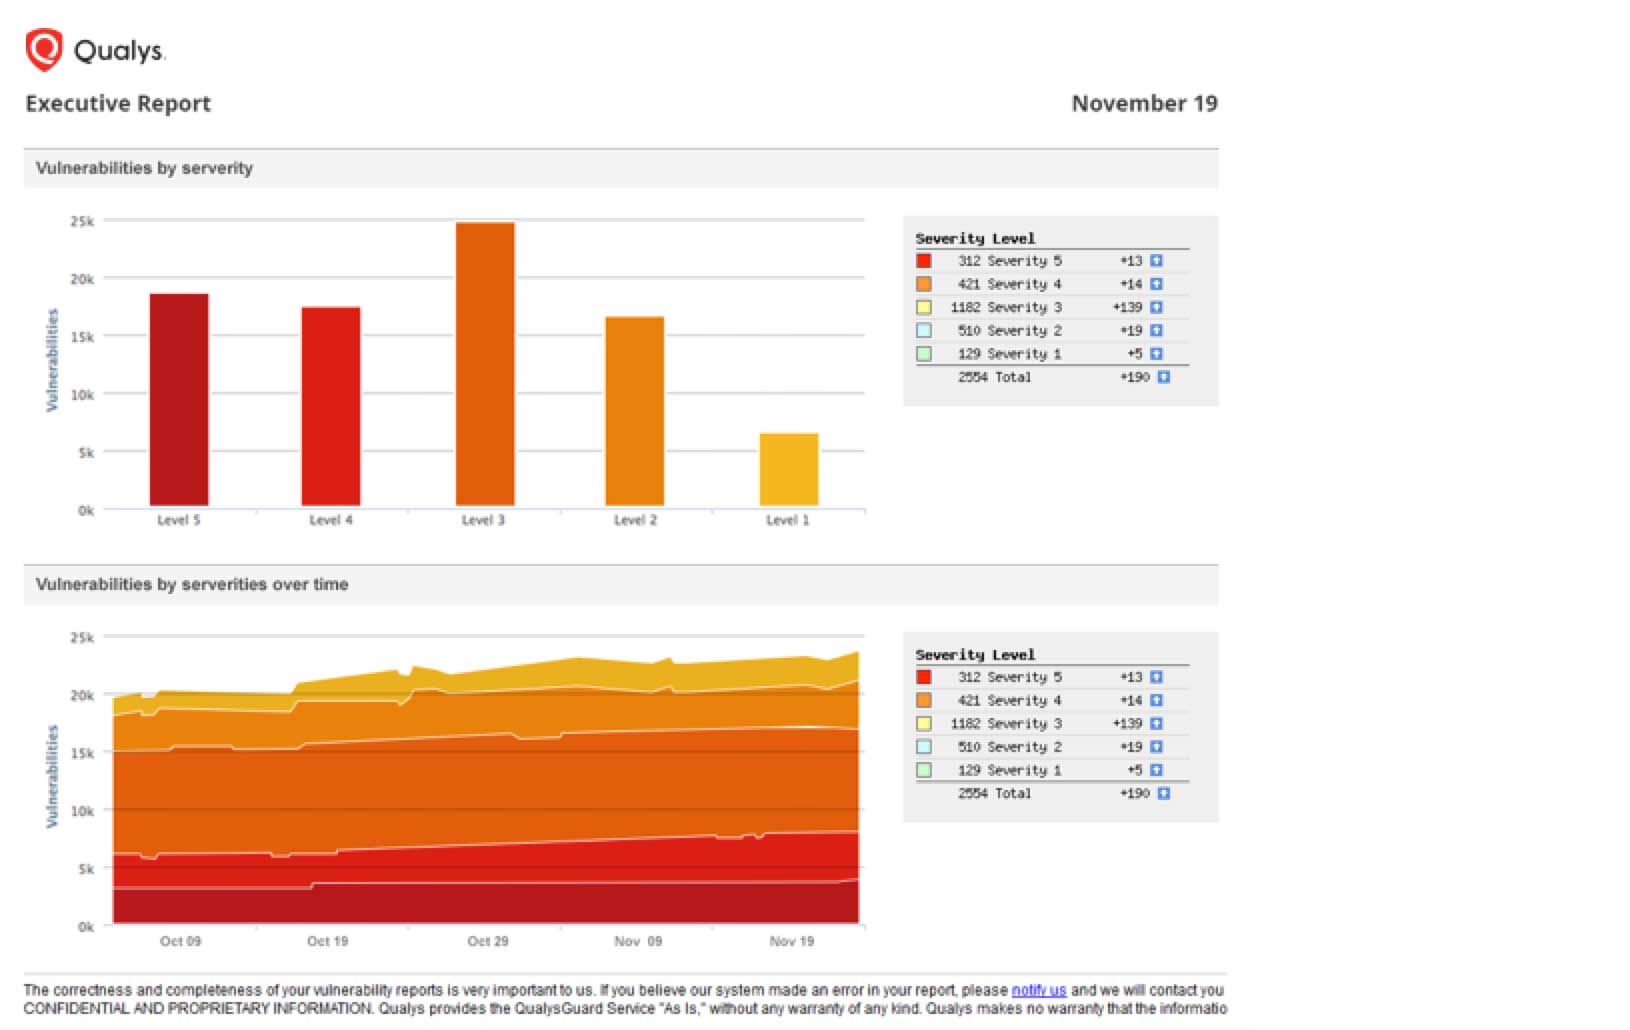 Qualys.
Executive Report
November 19
Vulnerabilities by serverity
25k
20k
15k
10k
5k
0k
Vulnerabilities
Level 5
Level 4
Level 3
Level 2
Level 1
Severity Level
312 Severity 5 +13
421 Severity 4 +14
1182 Severity 3 +139
510 Severity 2 +19
129 Severity 1 +5
2554 Total +190
Vulnerabilities by serverities over time
25k
20k
15k
10k
5k
0k
Vulnerabilities
Oct 09
Oct 19
Oct 29
Nov 09
Nov 19
Severity Level
312 Severity 5 +13
421 Severity 4 +14
1182 Severity 3 +139
510 Severity 2 +19
129 Severity 1 +5
2554 Total +190
The correctness and completeness of your vulnerability reports is very important to us. If you believe our system made an error in your report, please notify us and we will contact you
CONFIDENTIAL AND PROPRIETARY INFORMATION. Qualys provides the QualysGuard Service "As Is," without any warranty of any kind. Qualys makes no warranty that the informatio